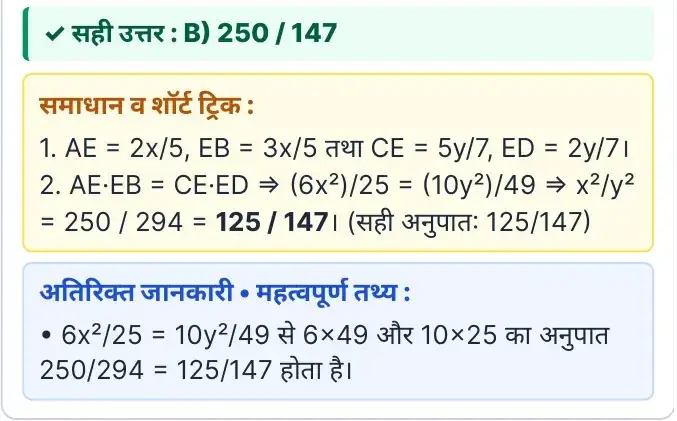 ✓ सही उत्तर : B) 250 / 147
समाधान व शॉर्ट ट्रिक :
1. AE = 2x/5, EB = 3x/5 तथा CE = 5y/7, ED = 2y/7।
2. AE·EB = CE·ED ⇒ (6x²)/25 = (10y²)/49 ⇒ x²/y²
= 250 / 294 = 125 / 147। (सही अनुपात: 125/147)
अतिरिक्त जानकारी • महत्वपूर्ण तथ्य :
• 6x²/25 = 10y²/49 से 6×49 और 10×25 का अनुपात
250/294 = 125/147 होता है।